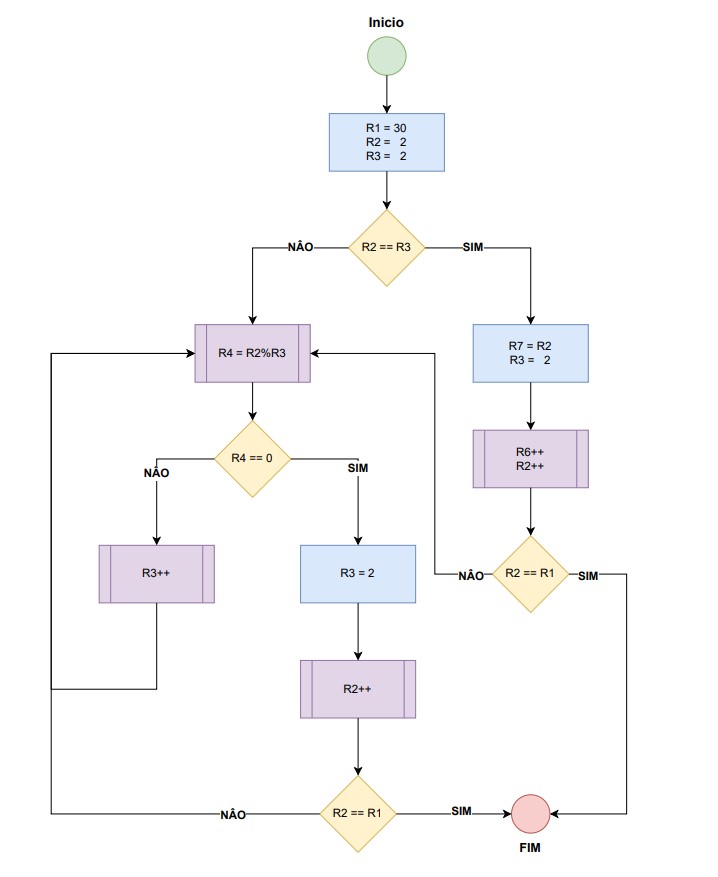 Inicio
R1 = 30
R2 = 2
R3 = 2
R2 == R3
NÂO
SIM
R4 = R2%R3
R7 = R2
R3 = 2
R4 == 0
NÂO
SIM
R6++
R2++
R3++
R3 = 2
R2 == R1
NÂO
SIM
R2++
R2 == R1
NÂO
SIM
FIM